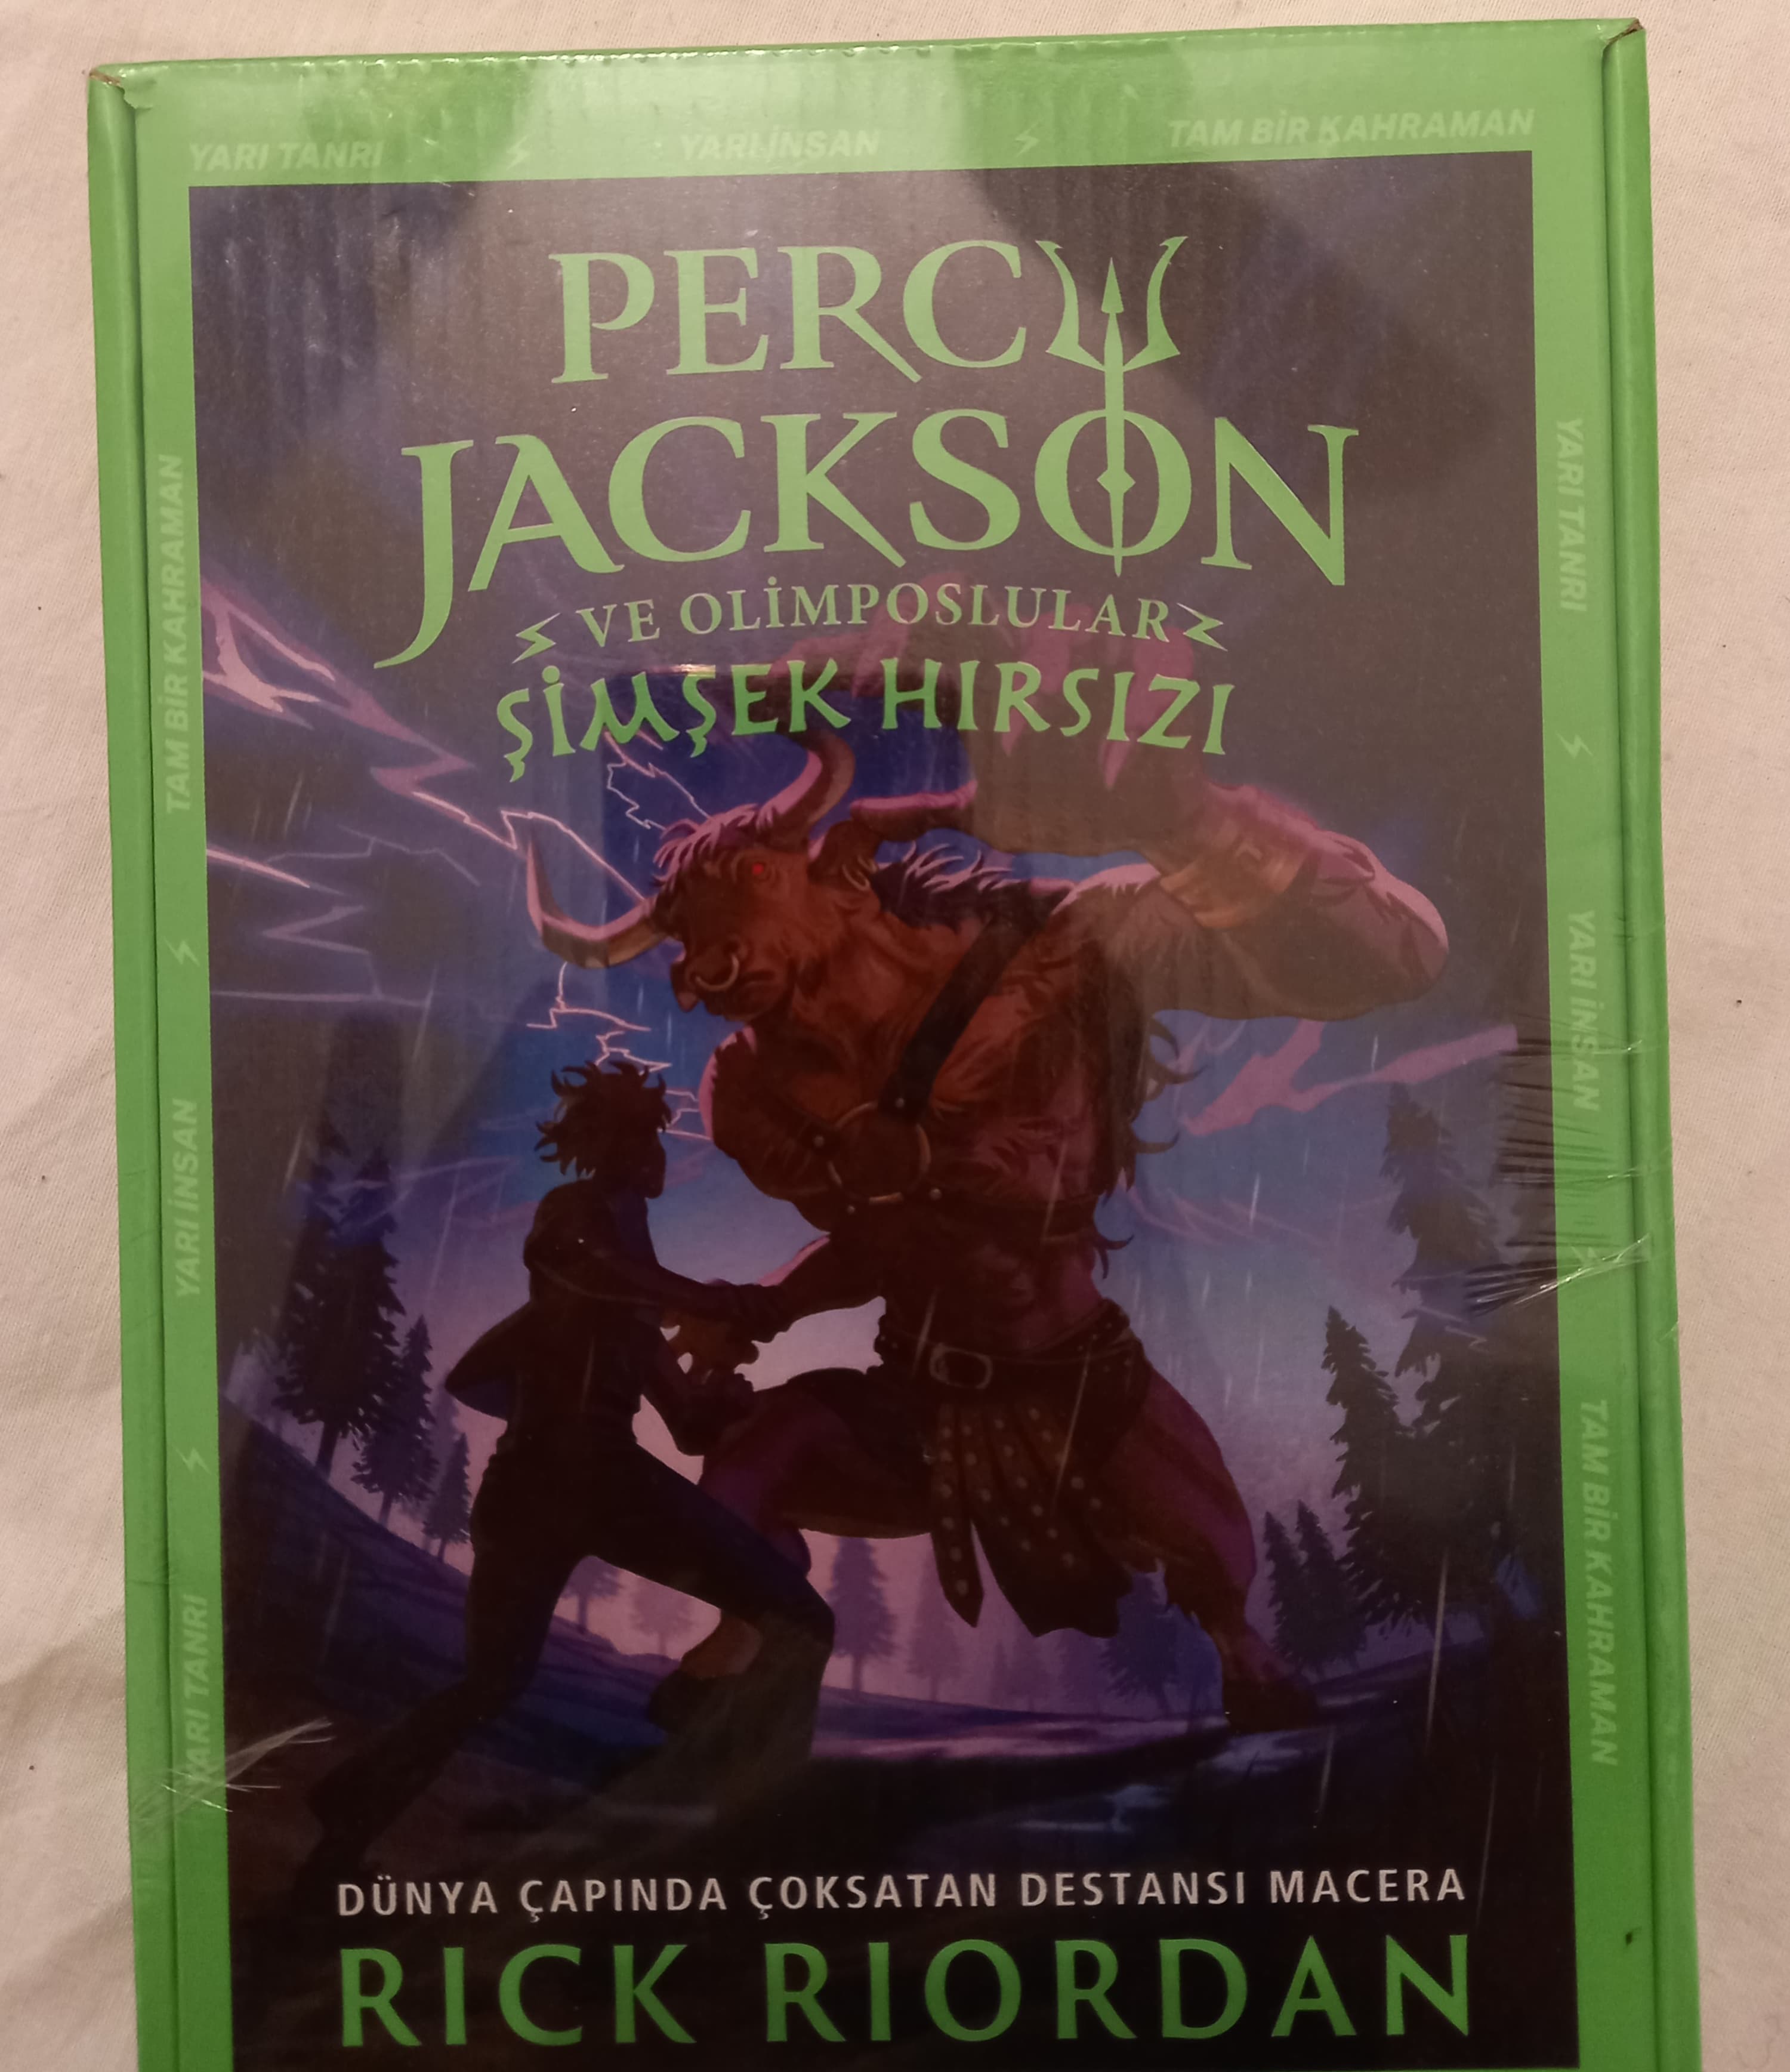 YARI TANRI YARI İNSAN TAM BİR KAHRAMAN
PERCY
JACKSON
VE OLİMPOSLULAR
ŞİMŞEK HIRSIZI
DÜNYA ÇAPINDA ÇOKSATAN DESTANSI MACERA
RICK RIORDAN
YARI TANRI YARI İNSAN TAM BİR KAHRAMAN
YARI TANRI YARI İNSAN TAM BİR KAHRAMAN